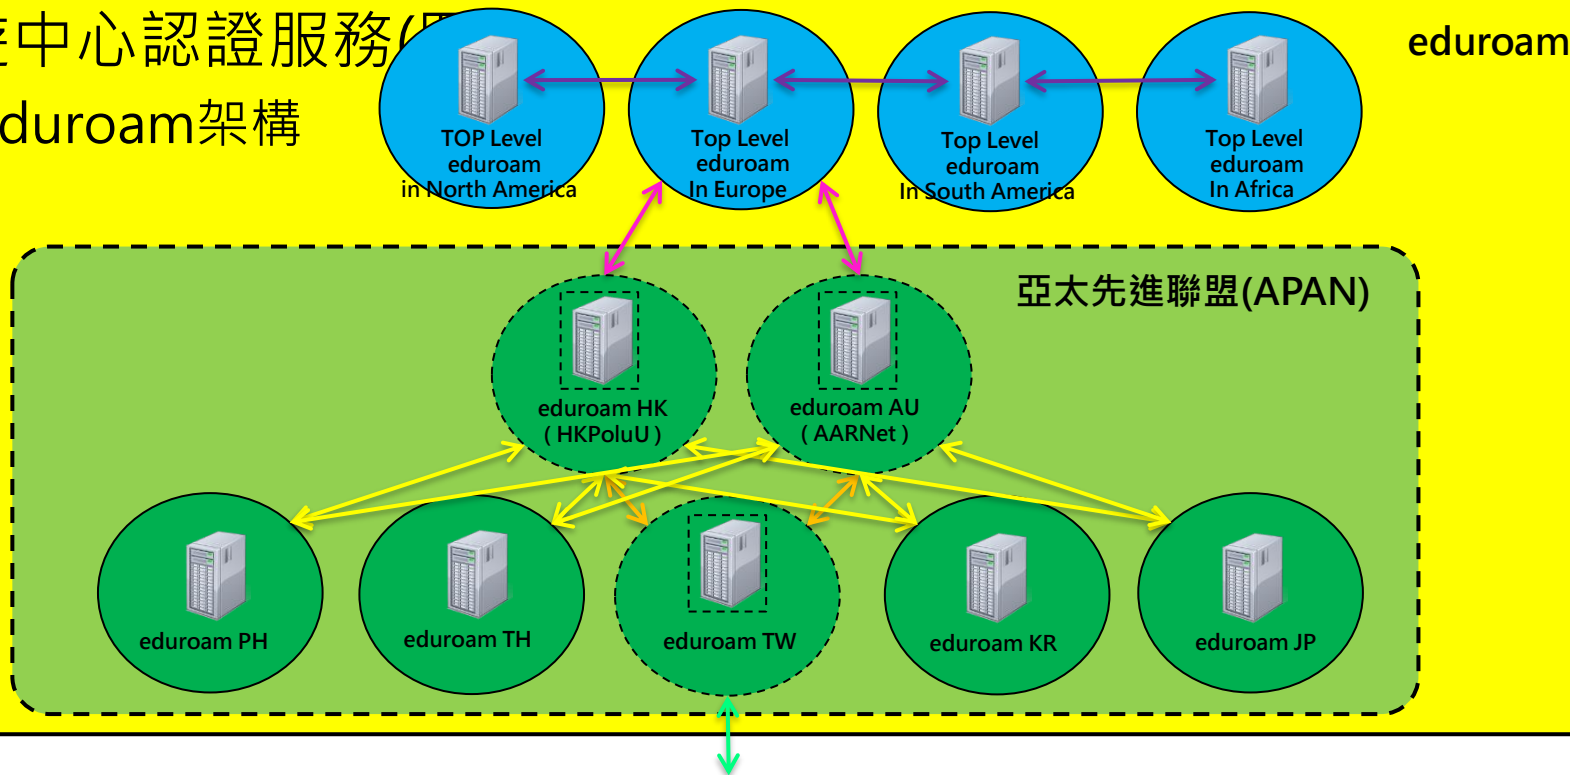 中心認證服務(
eduroam
duroam架構
TOP Level
eduroam
in North America
Top Level
eduroam
In Europe
Top Level
eduroam
In South America
Top Level
eduroam
In Africa
亞太先進聯盟(APAN)
eduroam HK
( HKPoluU )
eduroam AU
( AARNet )
eduroam PH
eduroam TH
eduroam TW
eduroam KR
eduroam JP